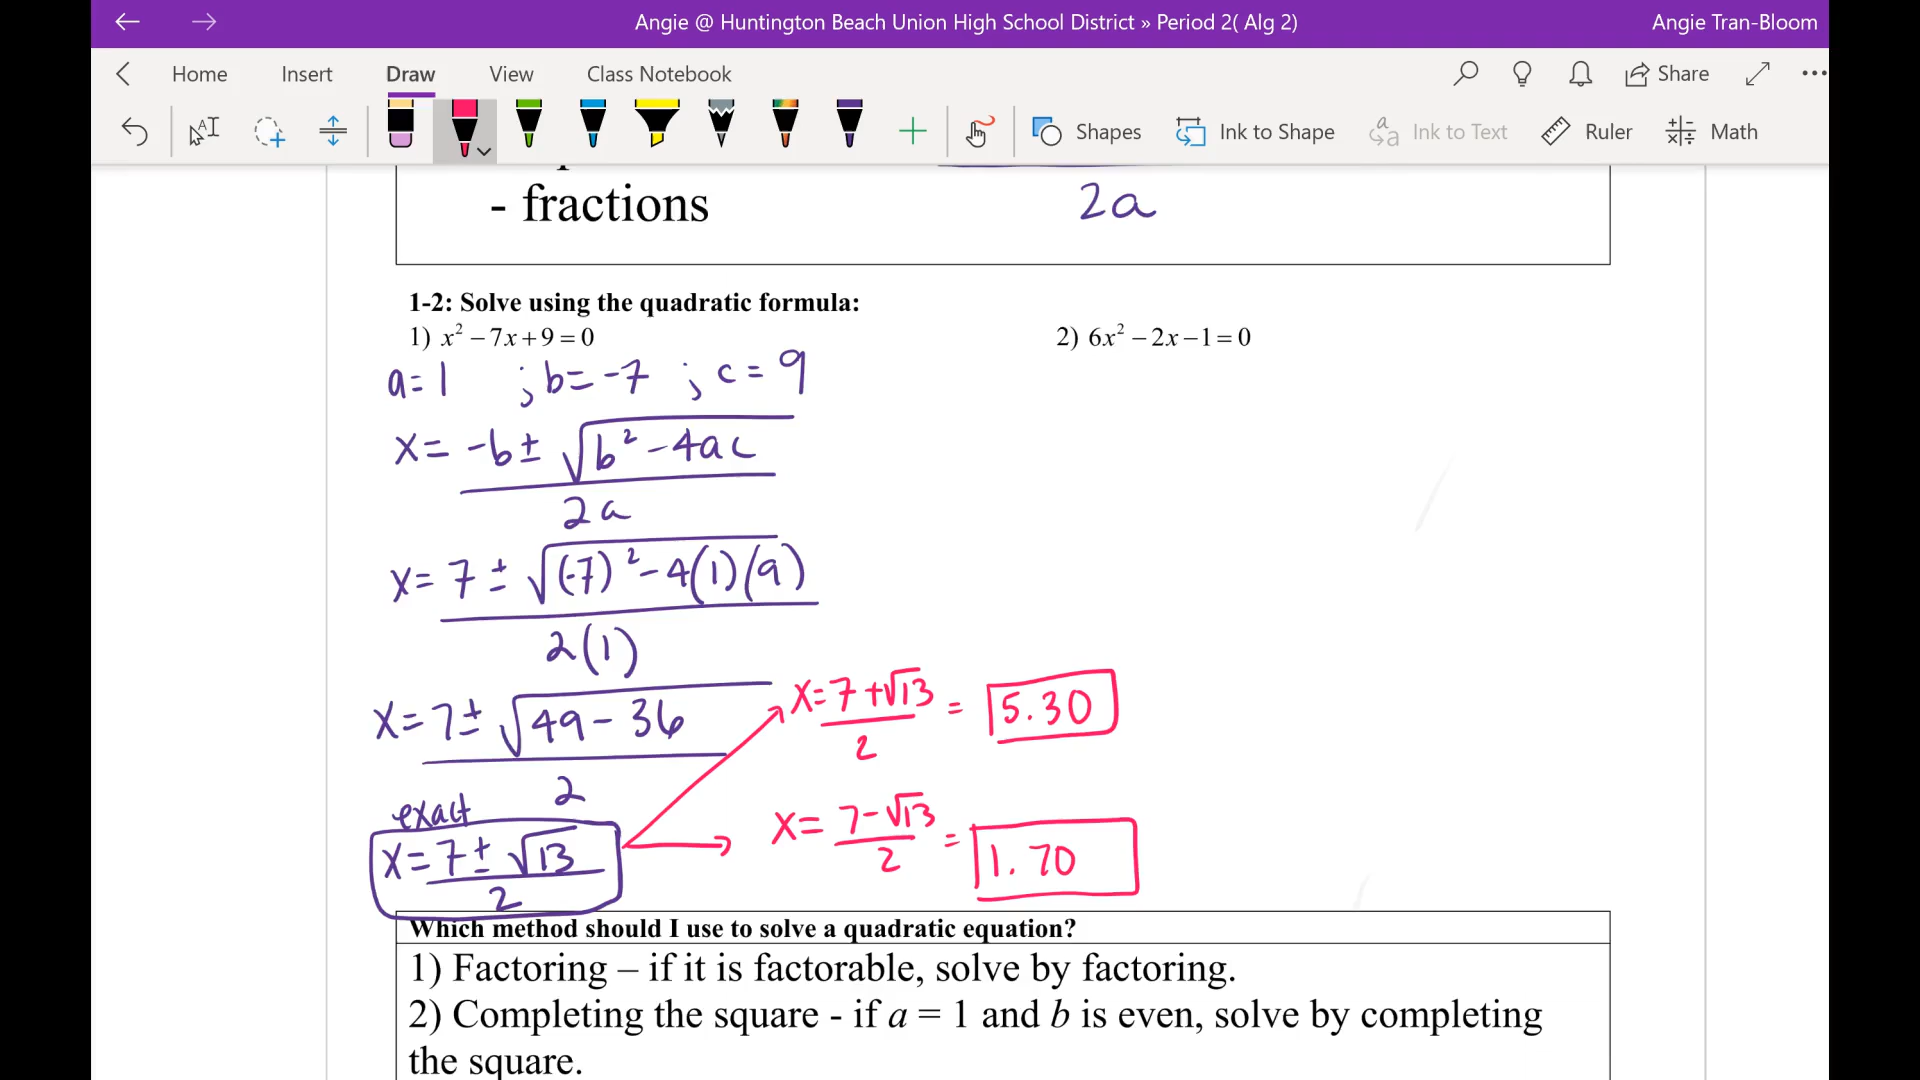 Angie @ Huntington Beach Union High School District » Period 2( Alg 2)
Angie Tran-Bloom
Home Insert Draw View Class Notebook Share
Shapes Ink to Shape Ink to Text Ruler Math
- fractions
2a
1-2: Solve using the quadratic formula:
1) x² − 7x + 9 = 0
2) 6x² − 2x − 1 = 0
a = 1 ; b = -7 ; c = 9
x = -b ± √b² - 4ac
2a
x = 7 ± √(-7)² - 4(1)(9)
2(1)
x = 7 ± √49 - 36
2
exact
x = 7 ± √13
2
x = 7 + √13 = 5.30
2
x = 7 - √13 = 1.70
2
Which method should I use to solve a quadratic equation?
1) Factoring – if it is factorable, solve by factoring.
2) Completing the square - if a = 1 and b is even, solve by completing
the square.